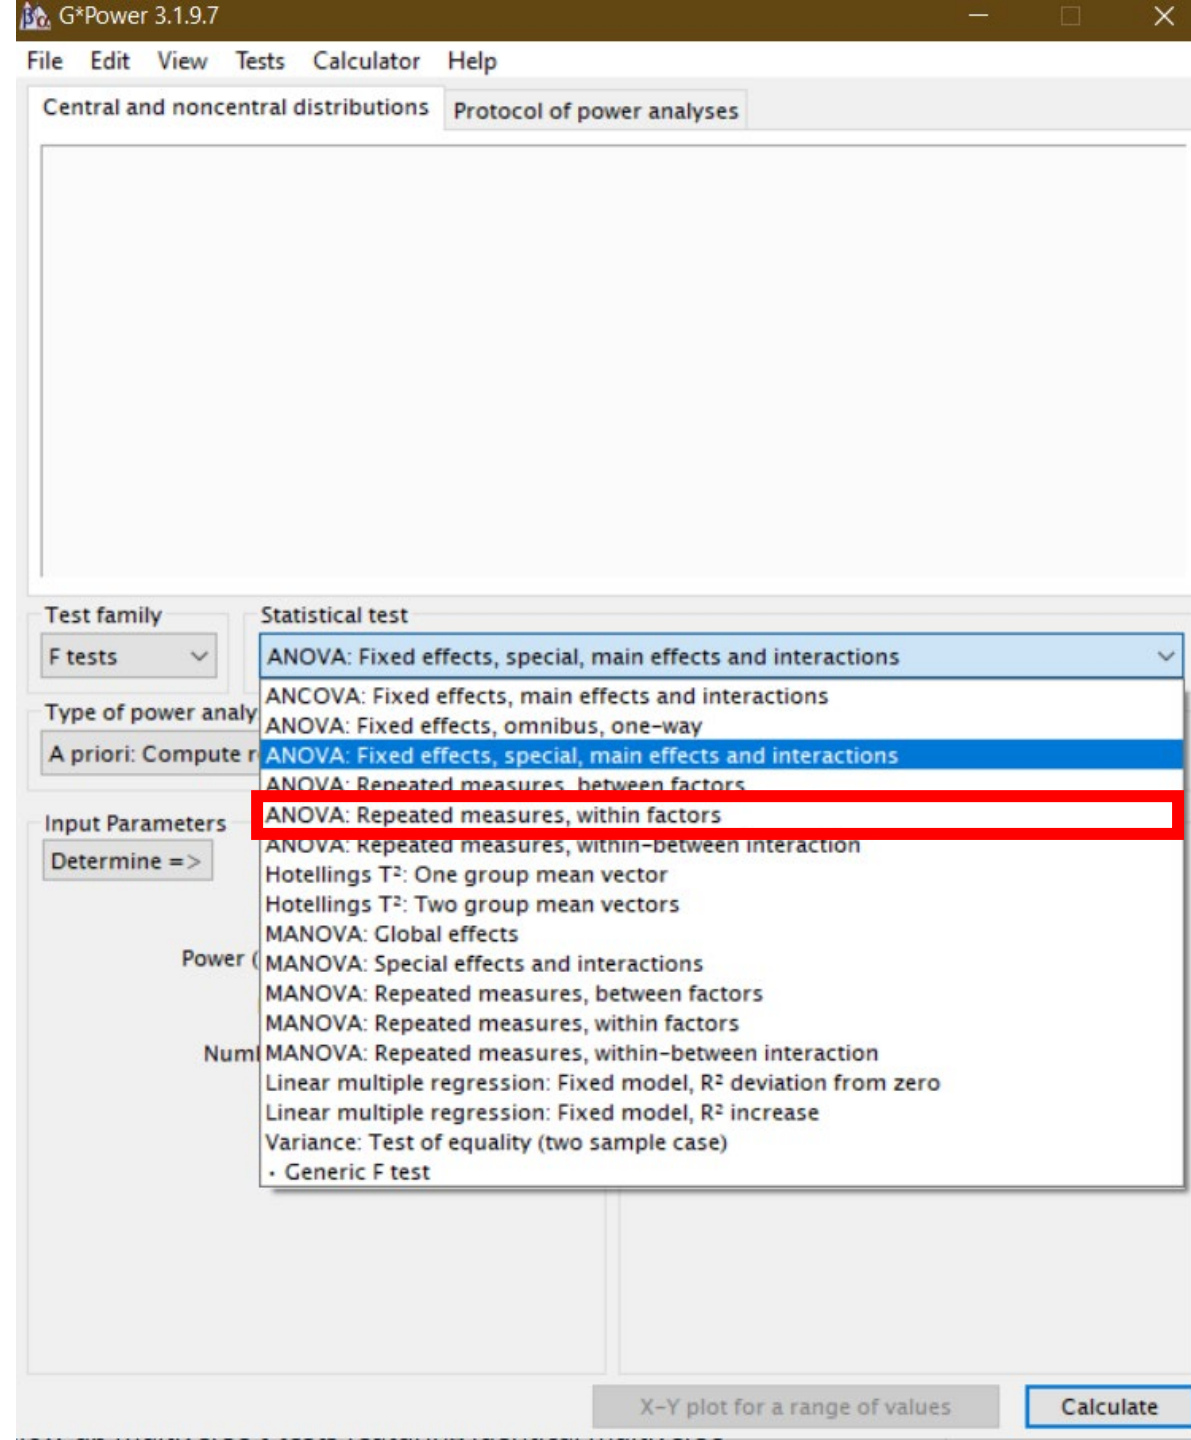 G*Power 3.1.9.7
File Edit View Tests Calculator Help
Central and noncentral distributions Protocol of power analyses
Test family Statistical test
F tests ANOVA: Fixed effects, special, main effects and interactions
ANCOVA: Fixed effects, main effects and interactions
Type of power analy
ANOVA: Fixed effects, omnibus, one-way
A priori: Compute r ANOVA: Fixed effects, special, main effects and interactions
ANOVA: Repeated measures, between factors
Input Parameters ANOVA: Repeated measures, within factors
ANOVA: Repeated measures, within-between interaction
Determine =>
Hotellings T²: One group mean vector
Hotellings T²: Two group mean vectors
MANOVA: Global effects
Power ( MANOVA: Special effects and interactions
MANOVA: Repeated measures, between factors
MANOVA: Repeated measures, within factors
Num MANOVA: Repeated measures, within-between interaction
Linear multiple regression: Fixed model, R² deviation from zero
Linear multiple regression: Fixed model, R² increase
Variance: Test of equality (two sample case)
· Generic F test
X-Y plot for a range of values Calculate